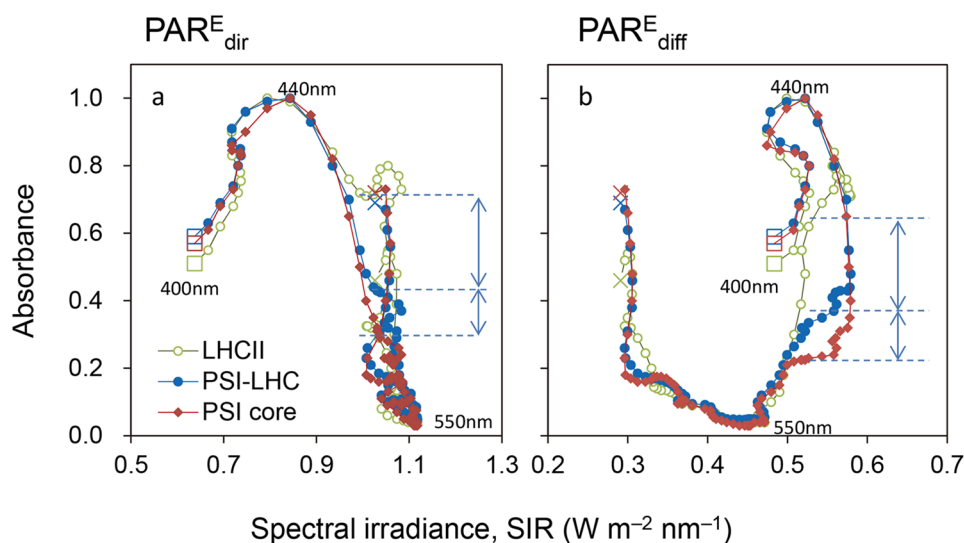 PAR^E_dir
PAR^E_diff
a
440nm
400nm
550nm
LHCII
PSI-LHC
PSI core
b
440nm
400nm
550nm
Absorbance
1.0
0.8
0.6
0.4
0.2
0.0
0.5 0.7 0.9 1.1 1.3
0.2 0.3 0.4 0.5 0.6 0.7
Spectral irradiance, SIR (W m⁻² nm⁻¹)